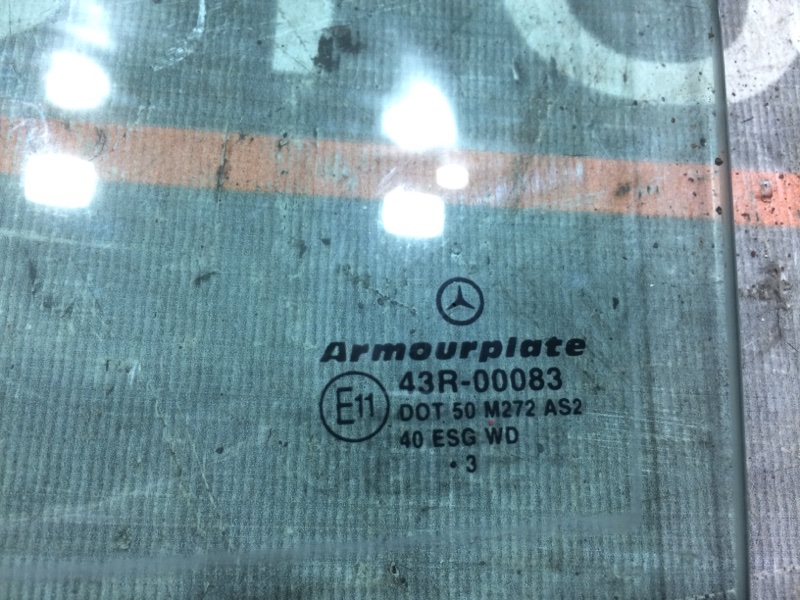 Armourplate
E11
43R-00083
DOT 50 M272 AS2
40 ESG WD
· 3